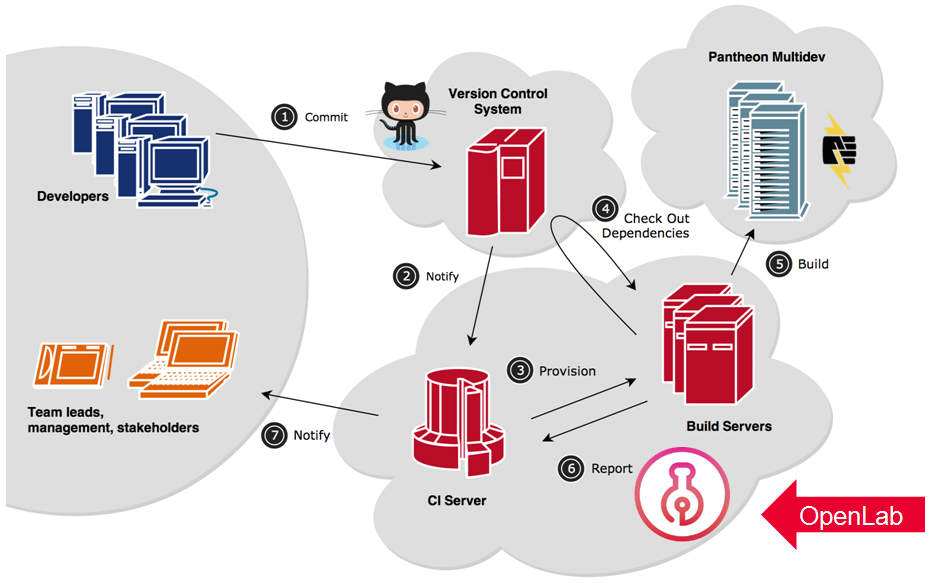 Pantheon Multidev
Version Control
System
1 Commit
Developers
4 Check Out
Dependencies
2 Notify
5 Build
3 Provision
Team leads,
management, stakeholders
7 Notify
Build Servers
6 Report
CI Server
OpenLab